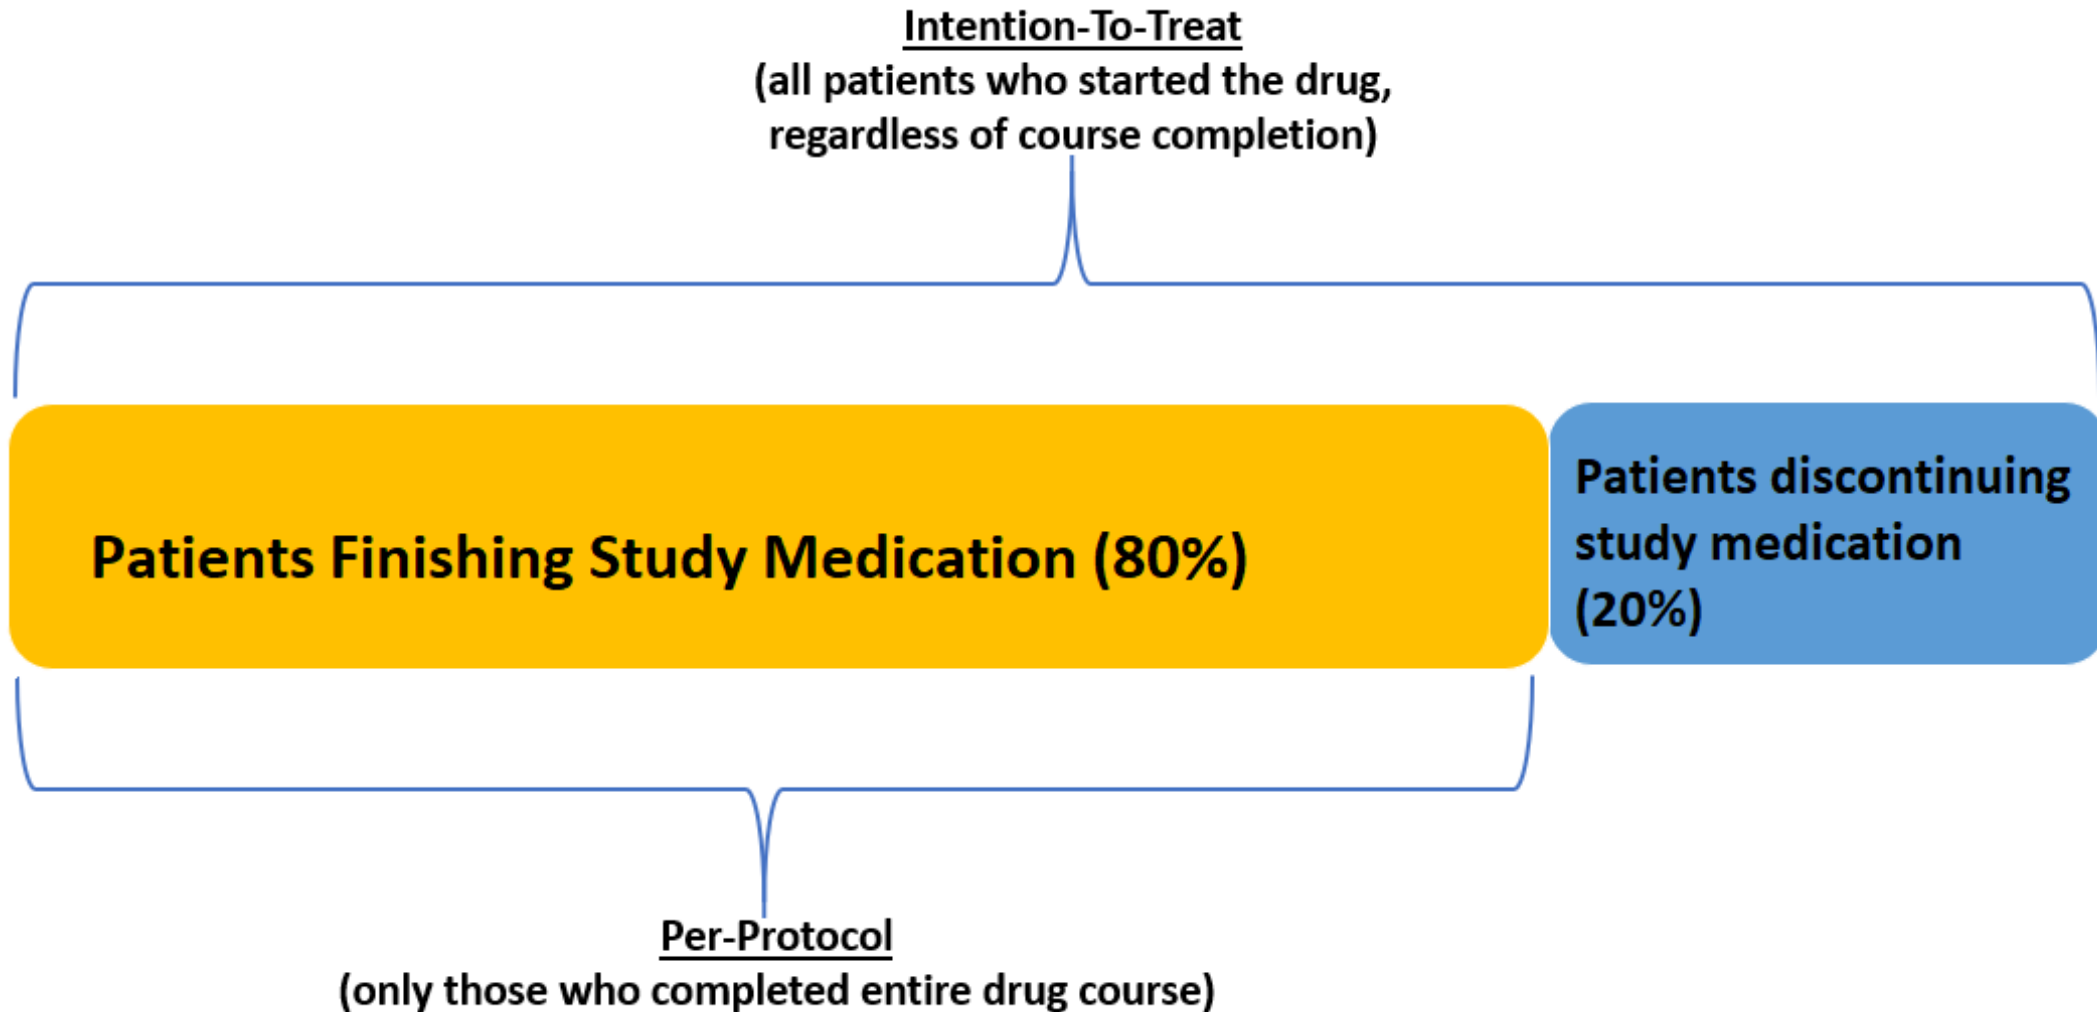 Intention-To-Treat
(all patients who started the drug,
regardless of course completion)
Patients Finishing Study Medication (80%)
Patients discontinuing
study medication
(20%)
Per-Protocol
(only those who completed entire drug course)